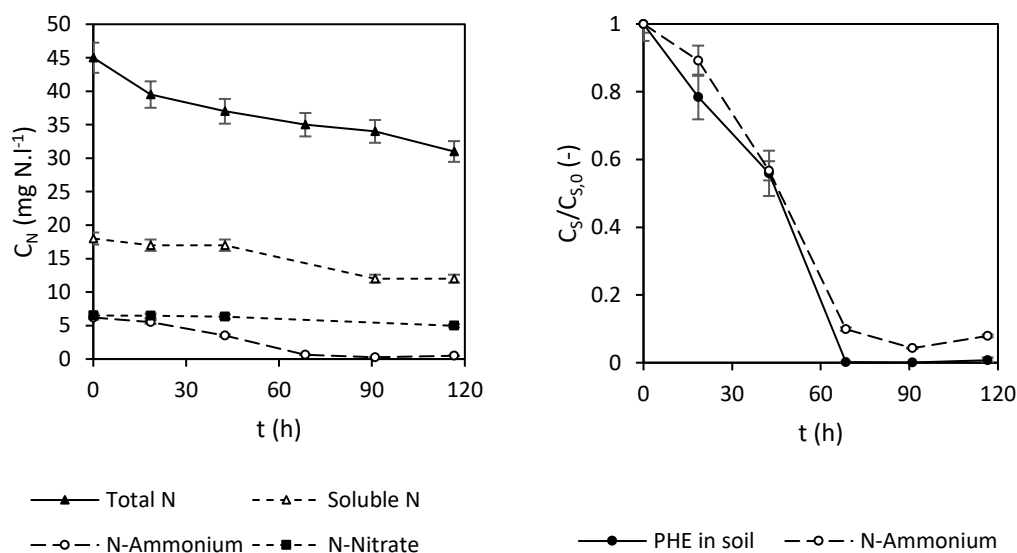 C_N (mg N.l⁻¹)
50
45
40
35
30
25
20
15
10
5
0
0 30 60 90 120
t (h)
Total N Soluble N
N-Ammonium N-Nitrate
C_S/C_S,0 (-)
1
0.8
0.6
0.4
0.2
0
0 30 60 90 120
t (h)
PHE in soil N-Ammonium